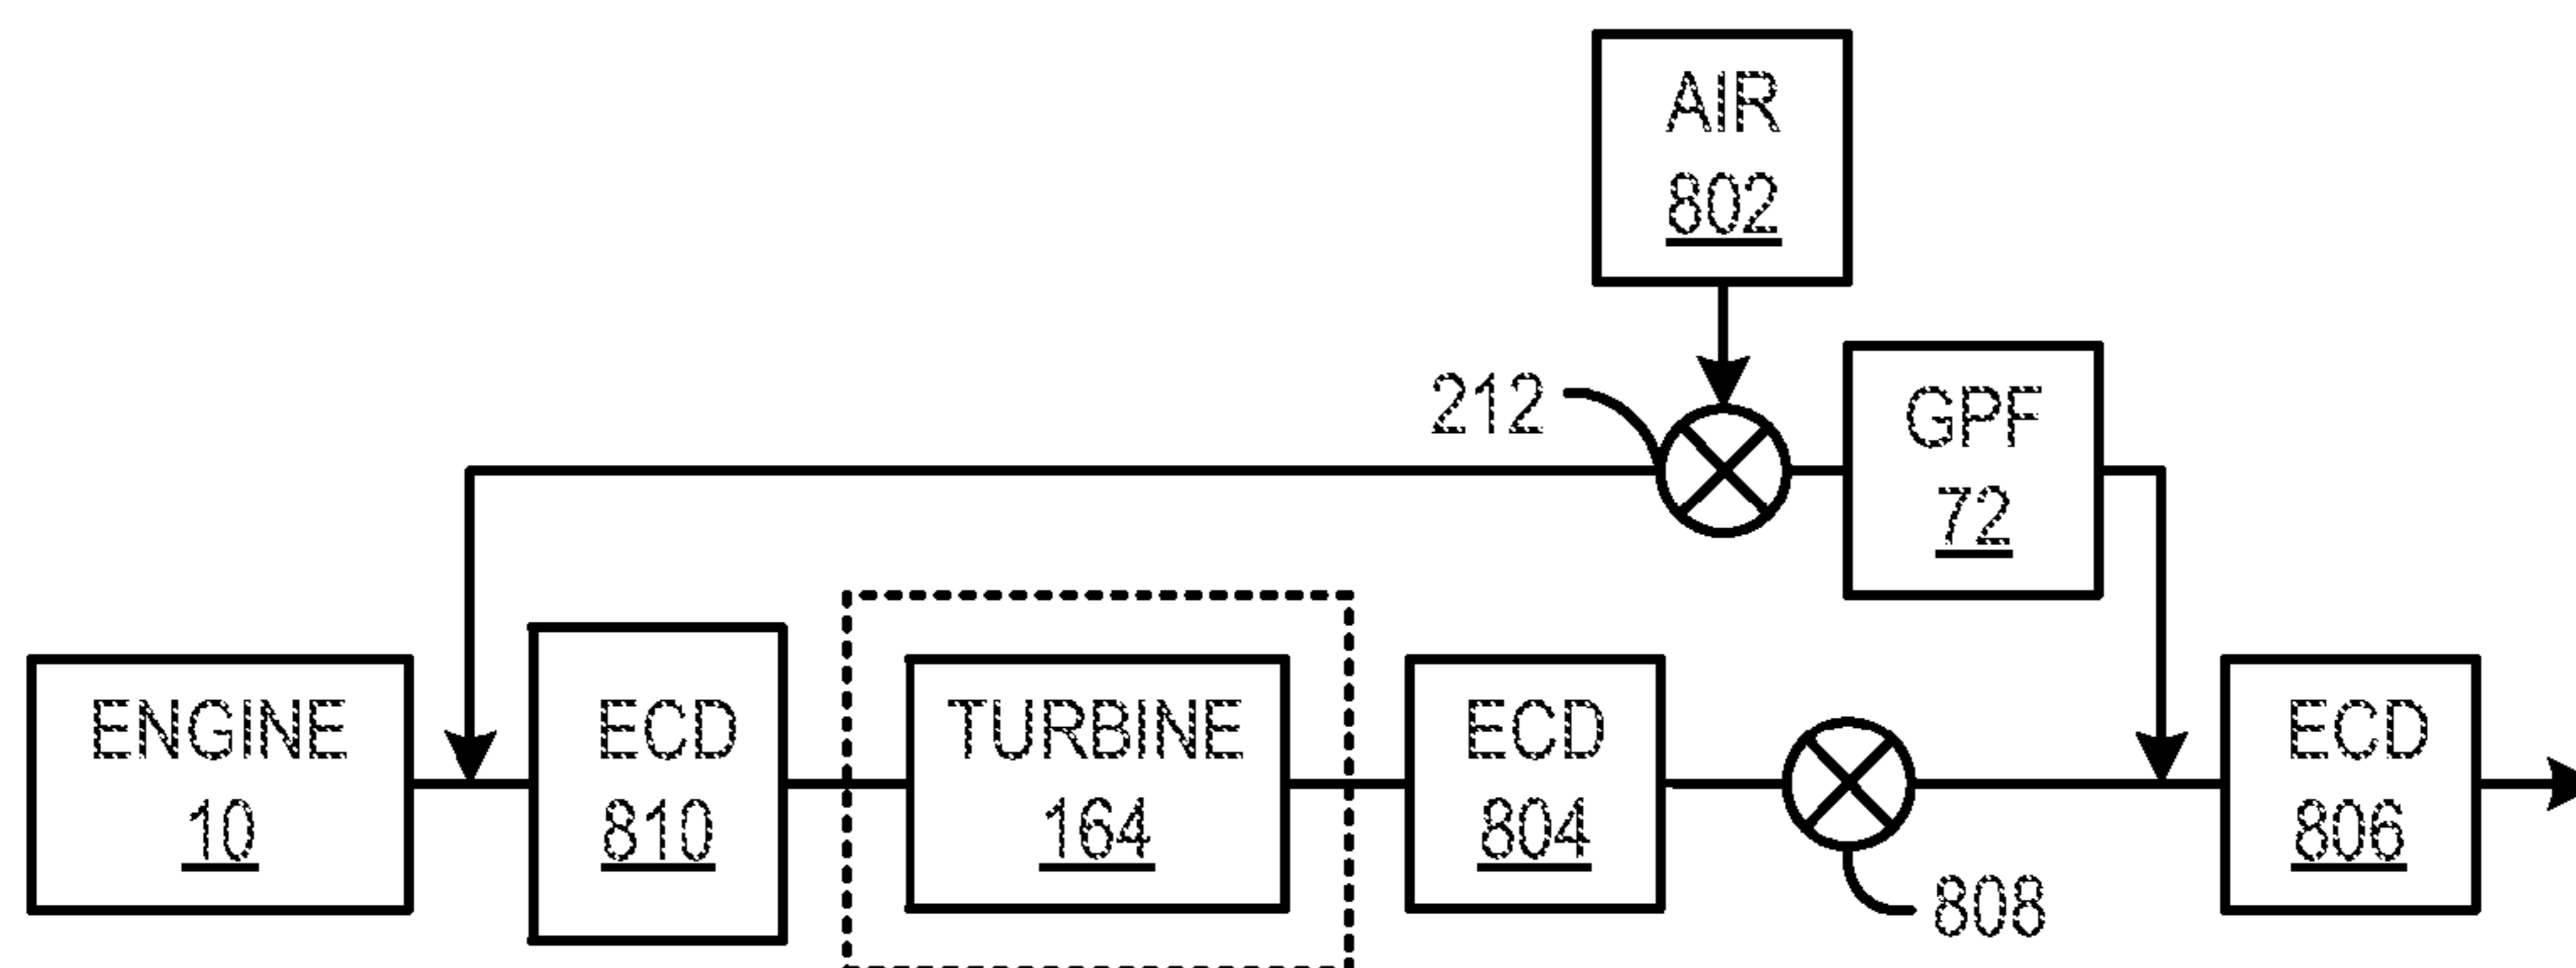 AIR
802
212
GPF
72
ENGINE
10
ECD
810
TURBINE
164
ECD
804
808
ECD
806